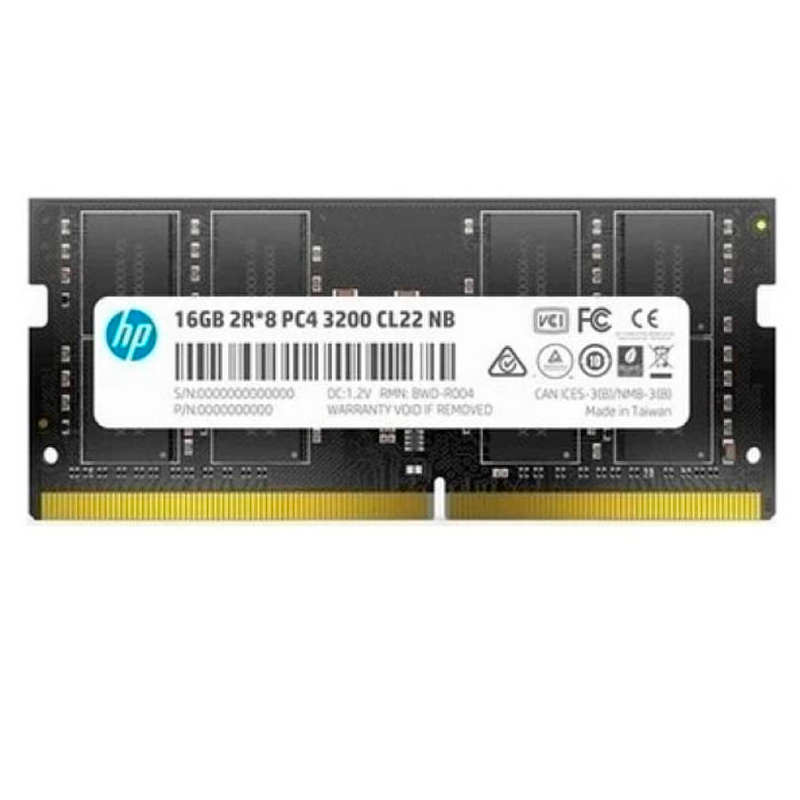 hp
16GB 2R*8 PC4 3200 CL22 NB
VCI FC CE
S/N:0000000000000
DC:1.2V RMN: BWD-R004
10
CAN ICES-3(B)/NMB-3(B)
P/N:0000000000
WARRANTY VOID IF REMOVED
Made in Taiwan